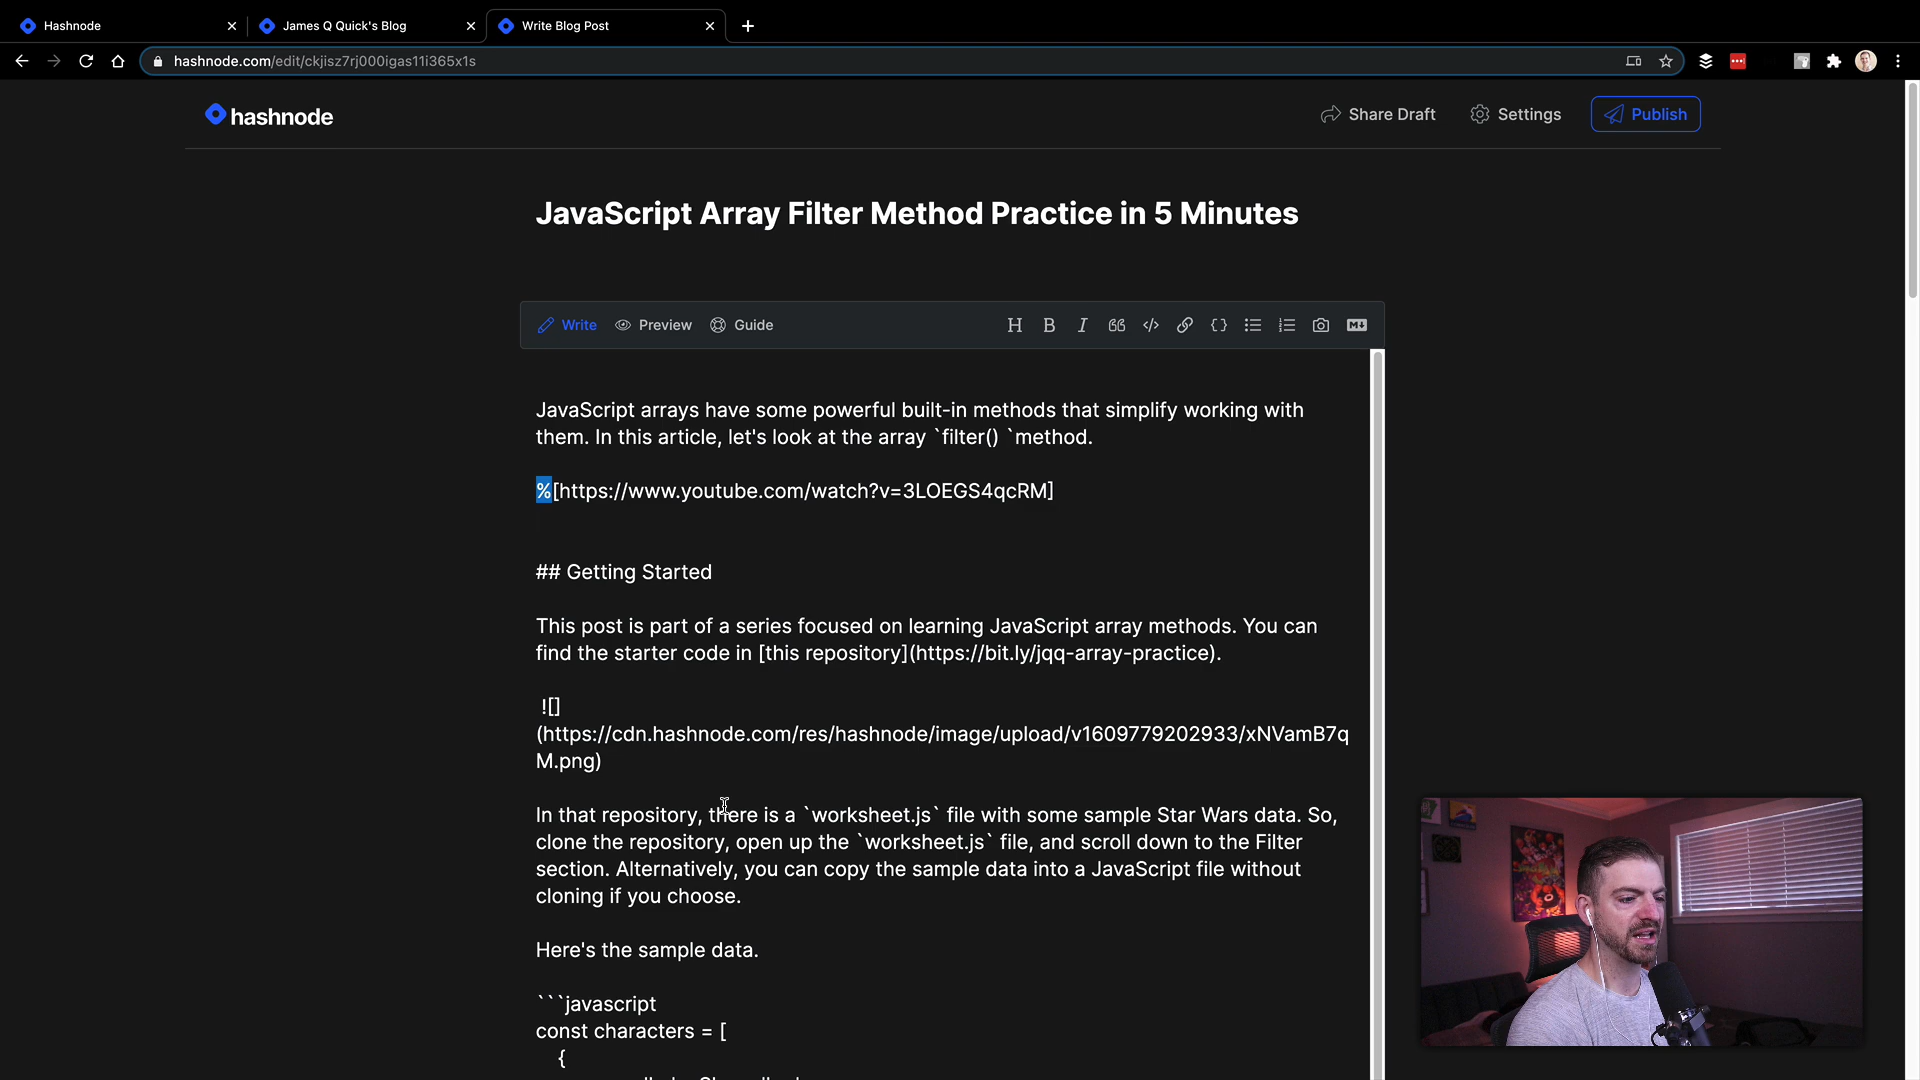 Hashnode
James Q Quick's Blog
Write Blog Post
hashnode.com/edit/ckjisz7rj000igas11i365x1s
hashnode
Share Draft
Settings
Publish
JavaScript Array Filter Method Practice in 5 Minutes
Write
Preview
Guide
H B I
JavaScript arrays have some powerful built-in methods that simplify working with
them. In this article, let's look at the array `filter() `method.
%[https://www.youtube.com/watch?v=3LOEGS4qcRM]
## Getting Started
This post is part of a series focused on learning JavaScript array methods. You can
find the starter code in [this repository](https://bit.ly/jqq-array-practice).
![]
(https://cdn.hashnode.com/res/hashnode/image/upload/v1609779202933/xNVamB7q
M.png)
In that repository, there is a `worksheet.js` file with some sample Star Wars data. So,
clone the repository, open up the `worksheet.js` file, and scroll down to the Filter
section. Alternatively, you can copy the sample data into a JavaScript file without
cloning if you choose.
Here's the sample data.
```javascript
const characters = [
{